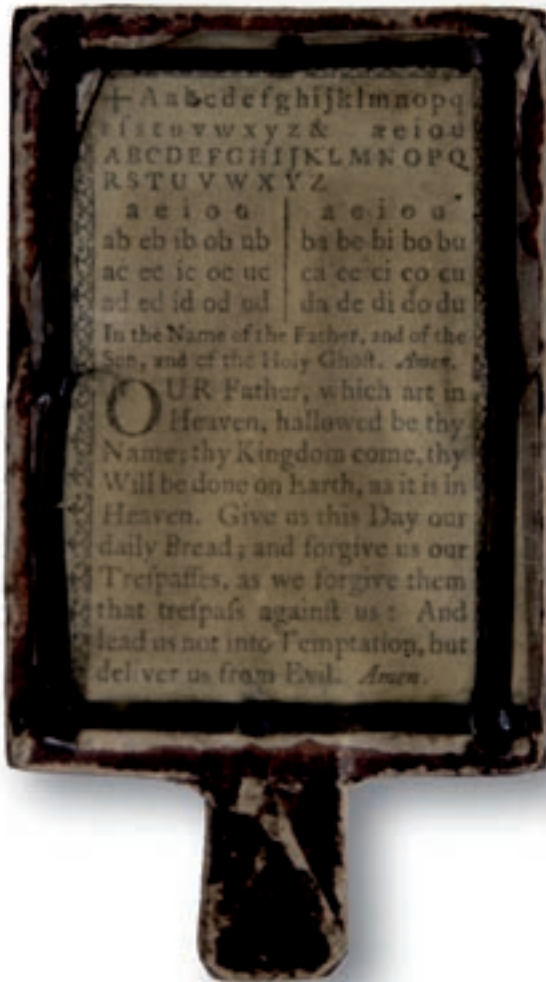 + A a b c d e f g h i j k l m n o p q
r ſ s t u v w x y z & a e i o u
A B C D E F G H I J K L M N O P Q
R S T U V W X Y Z
a e i o u | a e i o u
ab eb ib ob ub | ba be bi bo bu
ac ec ic oc uc | ca ce ci co cu
ad ed id od ud | da de di do du
In the Name of the Father, and of the
Son, and of the Holy Ghoſt. Amen.
OUR Father, which art in
Heaven, hallowed be thy
Name; thy Kingdom come, thy
Will be done on Earth, as it is in
Heaven. Give us this Day our
daily Bread; and forgive us our
Treſpaſſes, as we forgive them
that treſpaſs againſt us: And
lead us not into Temptation, but
deliver us from Evil. Amen.